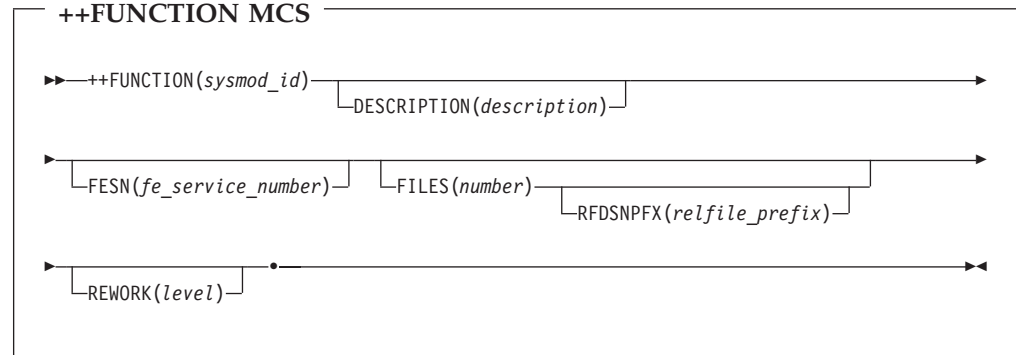 ++FUNCTION MCS
++FUNCTION(sysmod_id)
DESCRIPTION(description)
FESN(fe_service_number)
FILES(number)
RFDSNPFX(relfile_prefix)
.
REWORK(level)